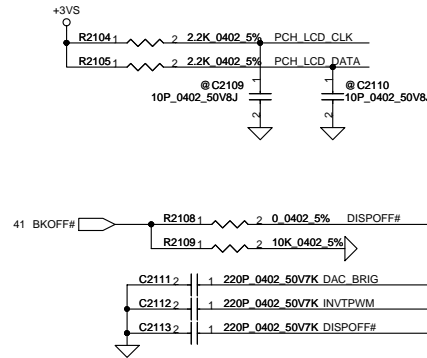 +3VS
R2104 1 2 2.2K_0402_5% PCH_LCD_CLK
R2105 1 2 2.2K_0402_5% PCH_LCD_DATA
1 @C2109 1 @C2110
10P_0402_50V8J 10P_0402_50V8J
2 2
41 BKOFF# R2108 1 2 0_0402_5% DISPOFF#
R2109 1 2 10K_0402_5%
C2111 2 1 220P_0402_50V7K DAC_BRIG
C2112 2 1 220P_0402_50V7K INVTPWM
C2113 2 1 220P_0402_50V7K DISPOFF#